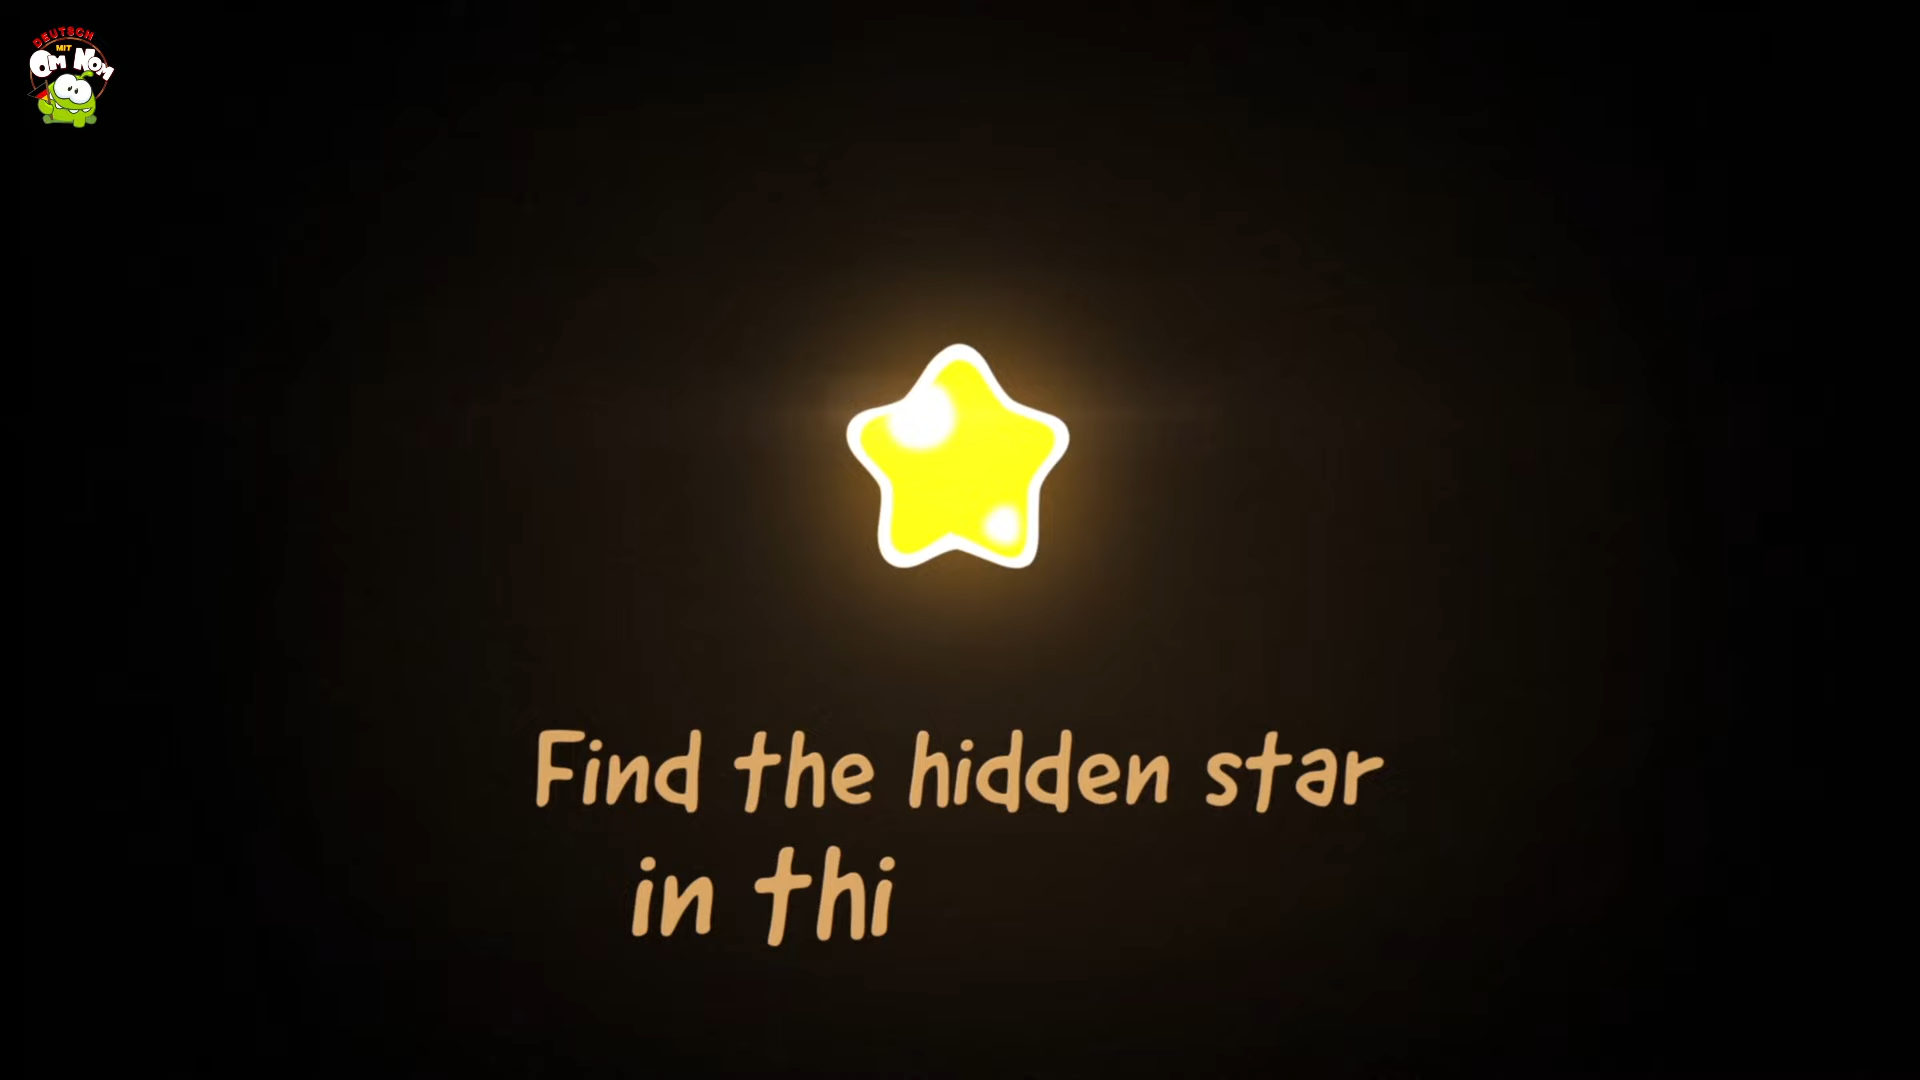 DEUTSCH
MIT
OM NOM
Find the hidden star
in thi